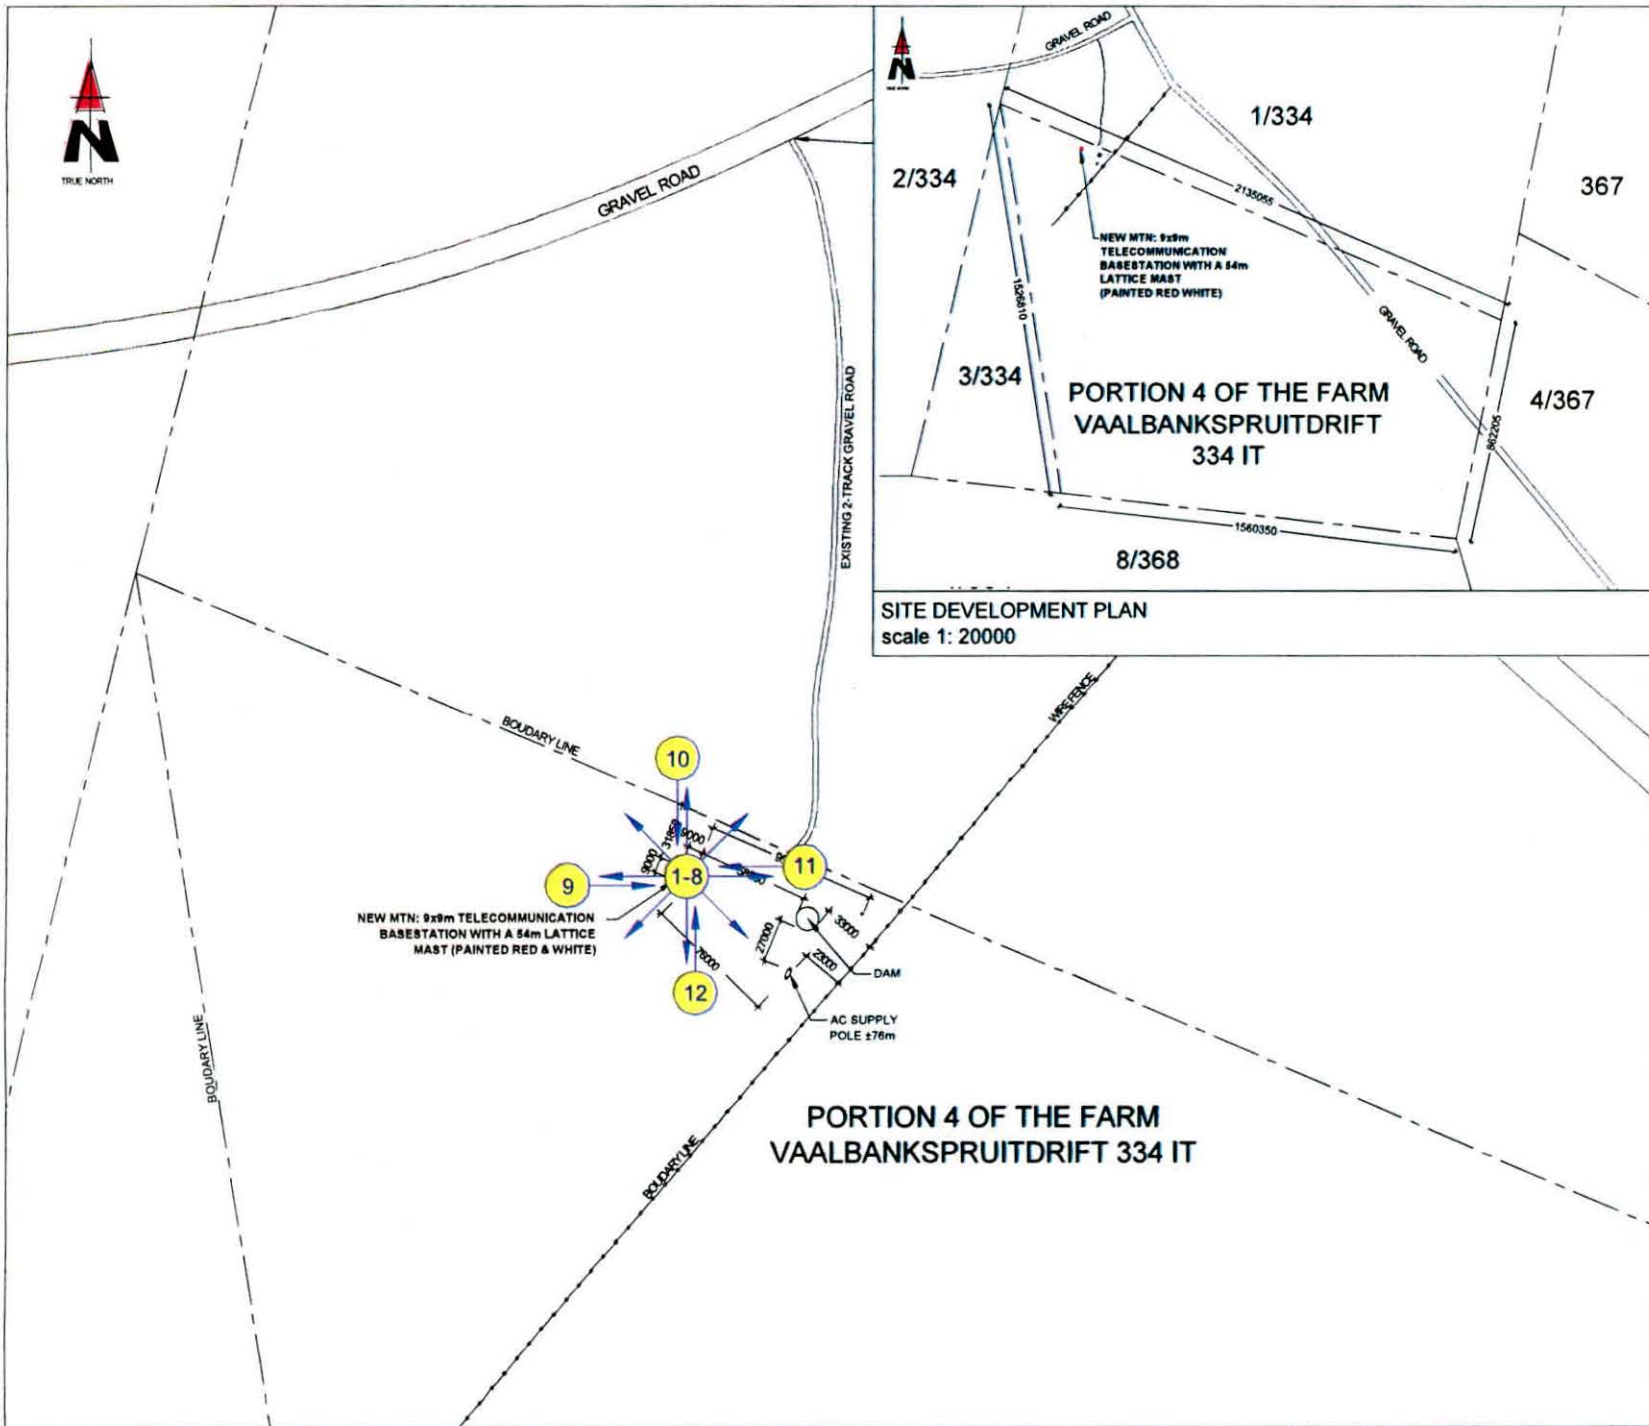 N
TRUE NORTH
GRAVEL ROAD
EXISTING 2-TRACK GRAVEL ROAD
N
GRAVEL ROAD
1/334
2/334
367
2135055
NEW MTN: 9x9m
TELECOMMUNICATION
BASESTATION WITH A 54m
LATTICE MAST
(PAINTED RED WHITE)
1526810
GRAVEL ROAD
3/334
PORTION 4 OF THE FARM
VAALBANKSPRUITDRIFT
334 IT
4/367
862205
1560350
8/368
SITE DEVELOPMENT PLAN
scale 1: 20000
WIRE FENCE
BOUDARY LINE
10
9000
9000
11
1-8
9
NEW MTN: 9x9m TELECOMMUNICATION
BASESTATION WITH A 54m LATTICE
MAST (PAINTED RED & WHITE)
33000
27000
23000
76000
DAM
12
AC SUPPLY
POLE ±76m
BOUDARY LINE
PORTION 4 OF THE FARM
VAALBANKSPRUITDRIFT 334 IT
BOUDARY LINE